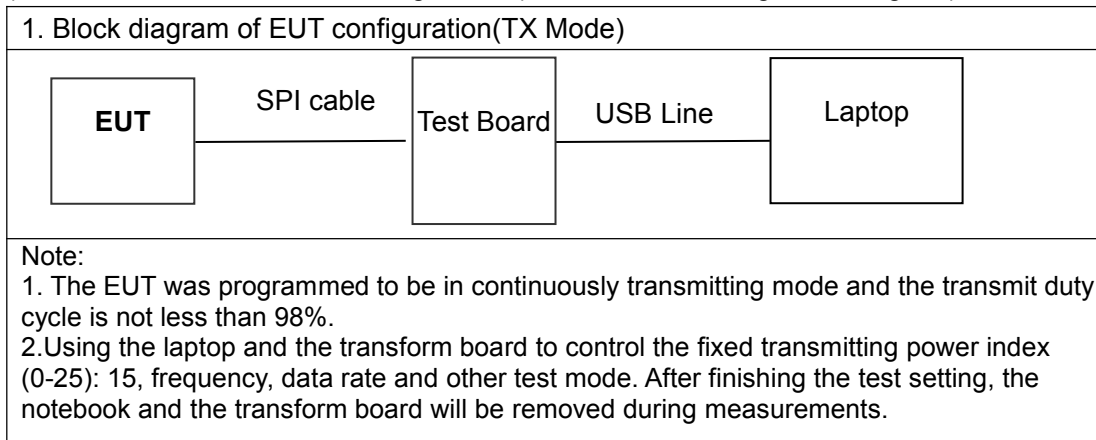 1. Block diagram of EUT configuration(TX Mode)
EUT
SPI cable
Test Board
USB Line
Laptop
Note:
1. The EUT was programmed to be in continuously transmitting mode and the transmit duty
cycle is not less than 98%.
2.Using the laptop and the transform board to control the fixed transmitting power index
(0-25): 15, frequency, data rate and other test mode. After finishing the test setting, the
notebook and the transform board will be removed during measurements.